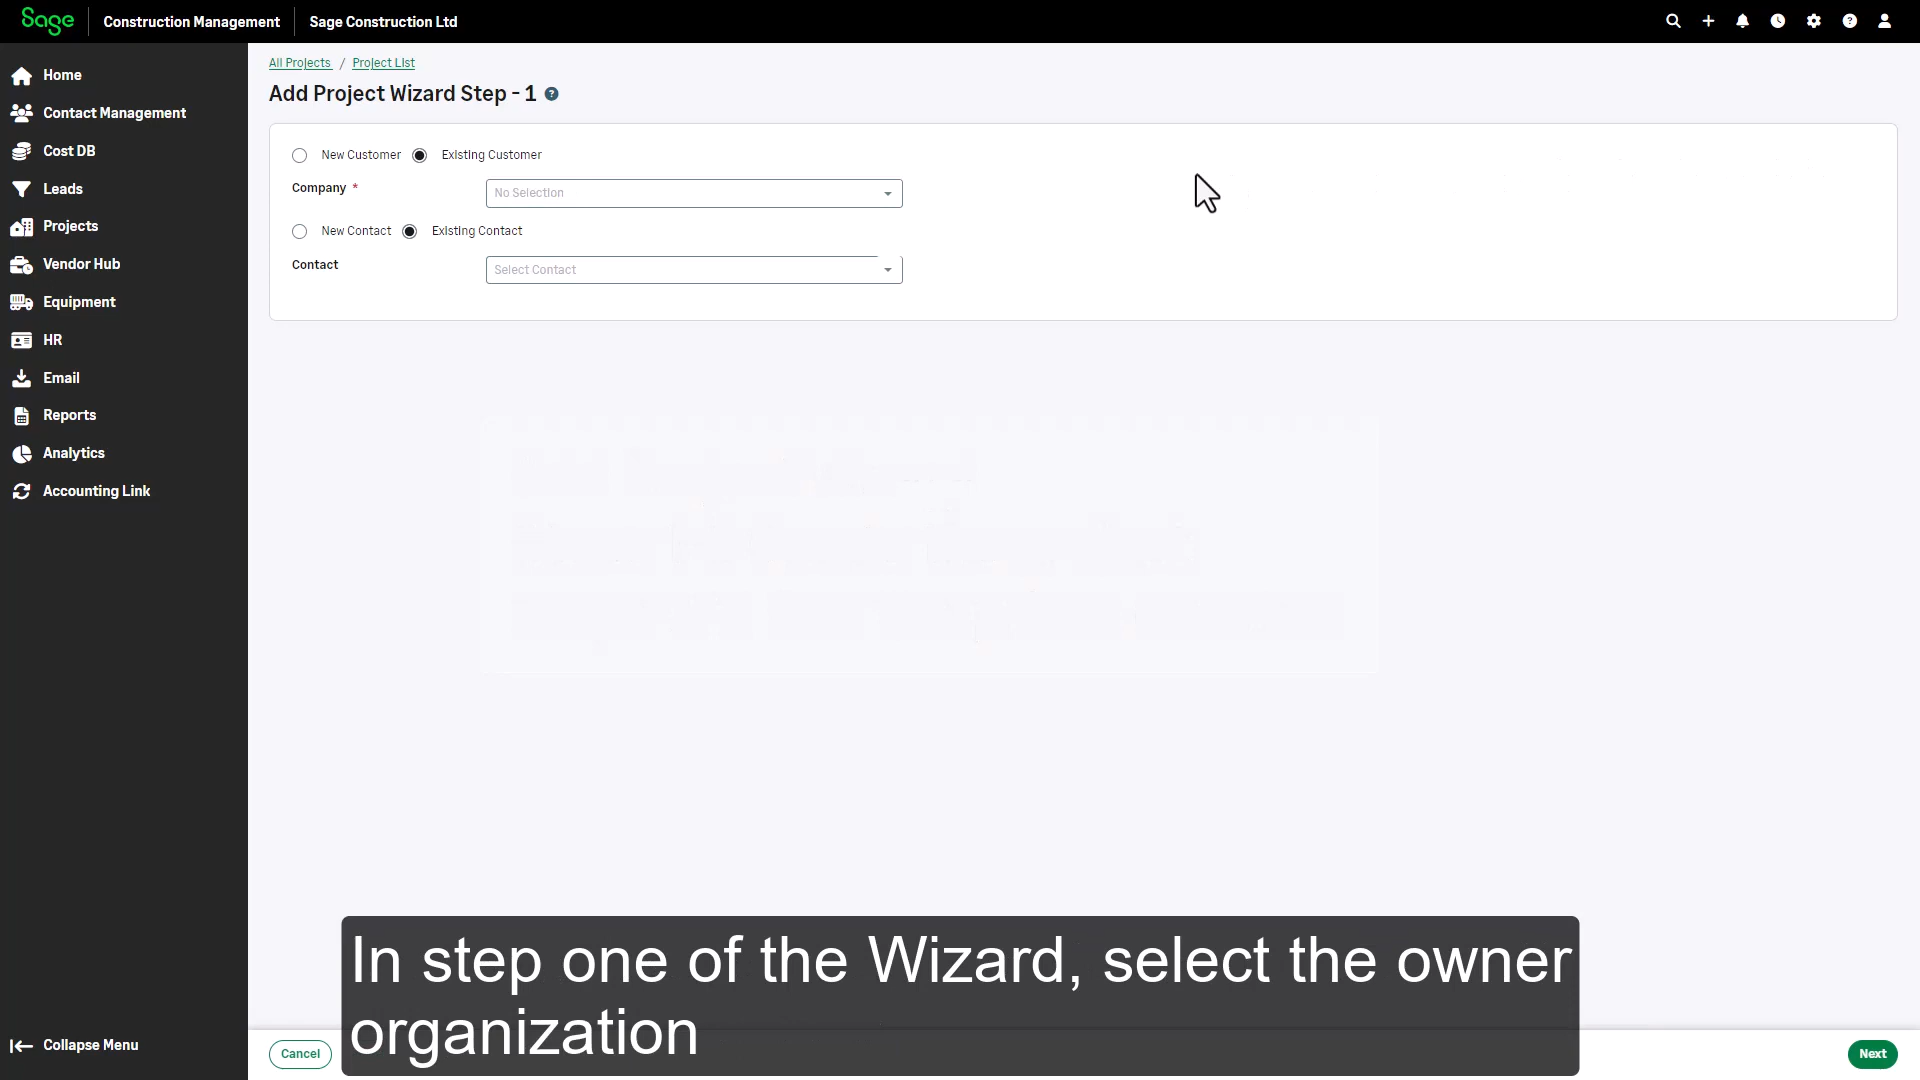 Sage
Construction Management
Sage Construction Ltd
Home
Contact Management
Cost DB
Leads
Projects
Vendor Hub
Equipment
HR
Email
Reports
Analytics
Accounting Link
Collapse Menu
All Projects / Project List
Add Project Wizard Step - 1
New Customer Existing Customer
Company * No Selection
New Contact Existing Contact
Contact Select Contact
In step one of the Wizard, select the owner
organization
Cancel
Next